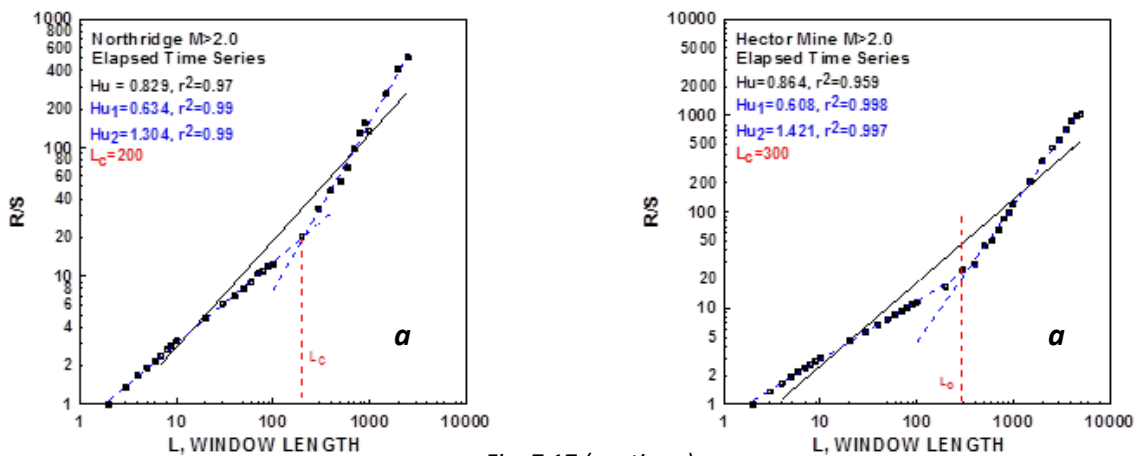 1000
800
600
400
200
100
80
60
40
20
10
8
6
4
2
1
R/S
Northridge M>2.0
Elapsed Time Series
Hu = 0.829, r2=0.97
Hu1=0.634, r2=0.99
Hu2=1.304, r2=0.99
Lc=200
Lc
a
1 10 100 1000 10000
L, WINDOW LENGTH
10000
5000
2000
1000
500
200
100
50
20
10
5
2
1
R/S
Hector Mine M>2.0
Elapsed Time Series
Hu=0.864, r2=0.959
Hu1=0.608, r2=0.998
Hu2=1.421, r2=0.997
Lc=300
Lc
a
1 10 100 1000 10000
L, WINDOW LENGTH